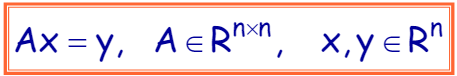 Ax = y, A ∈ Rⁿˣⁿ, x,y ∈ Rⁿ